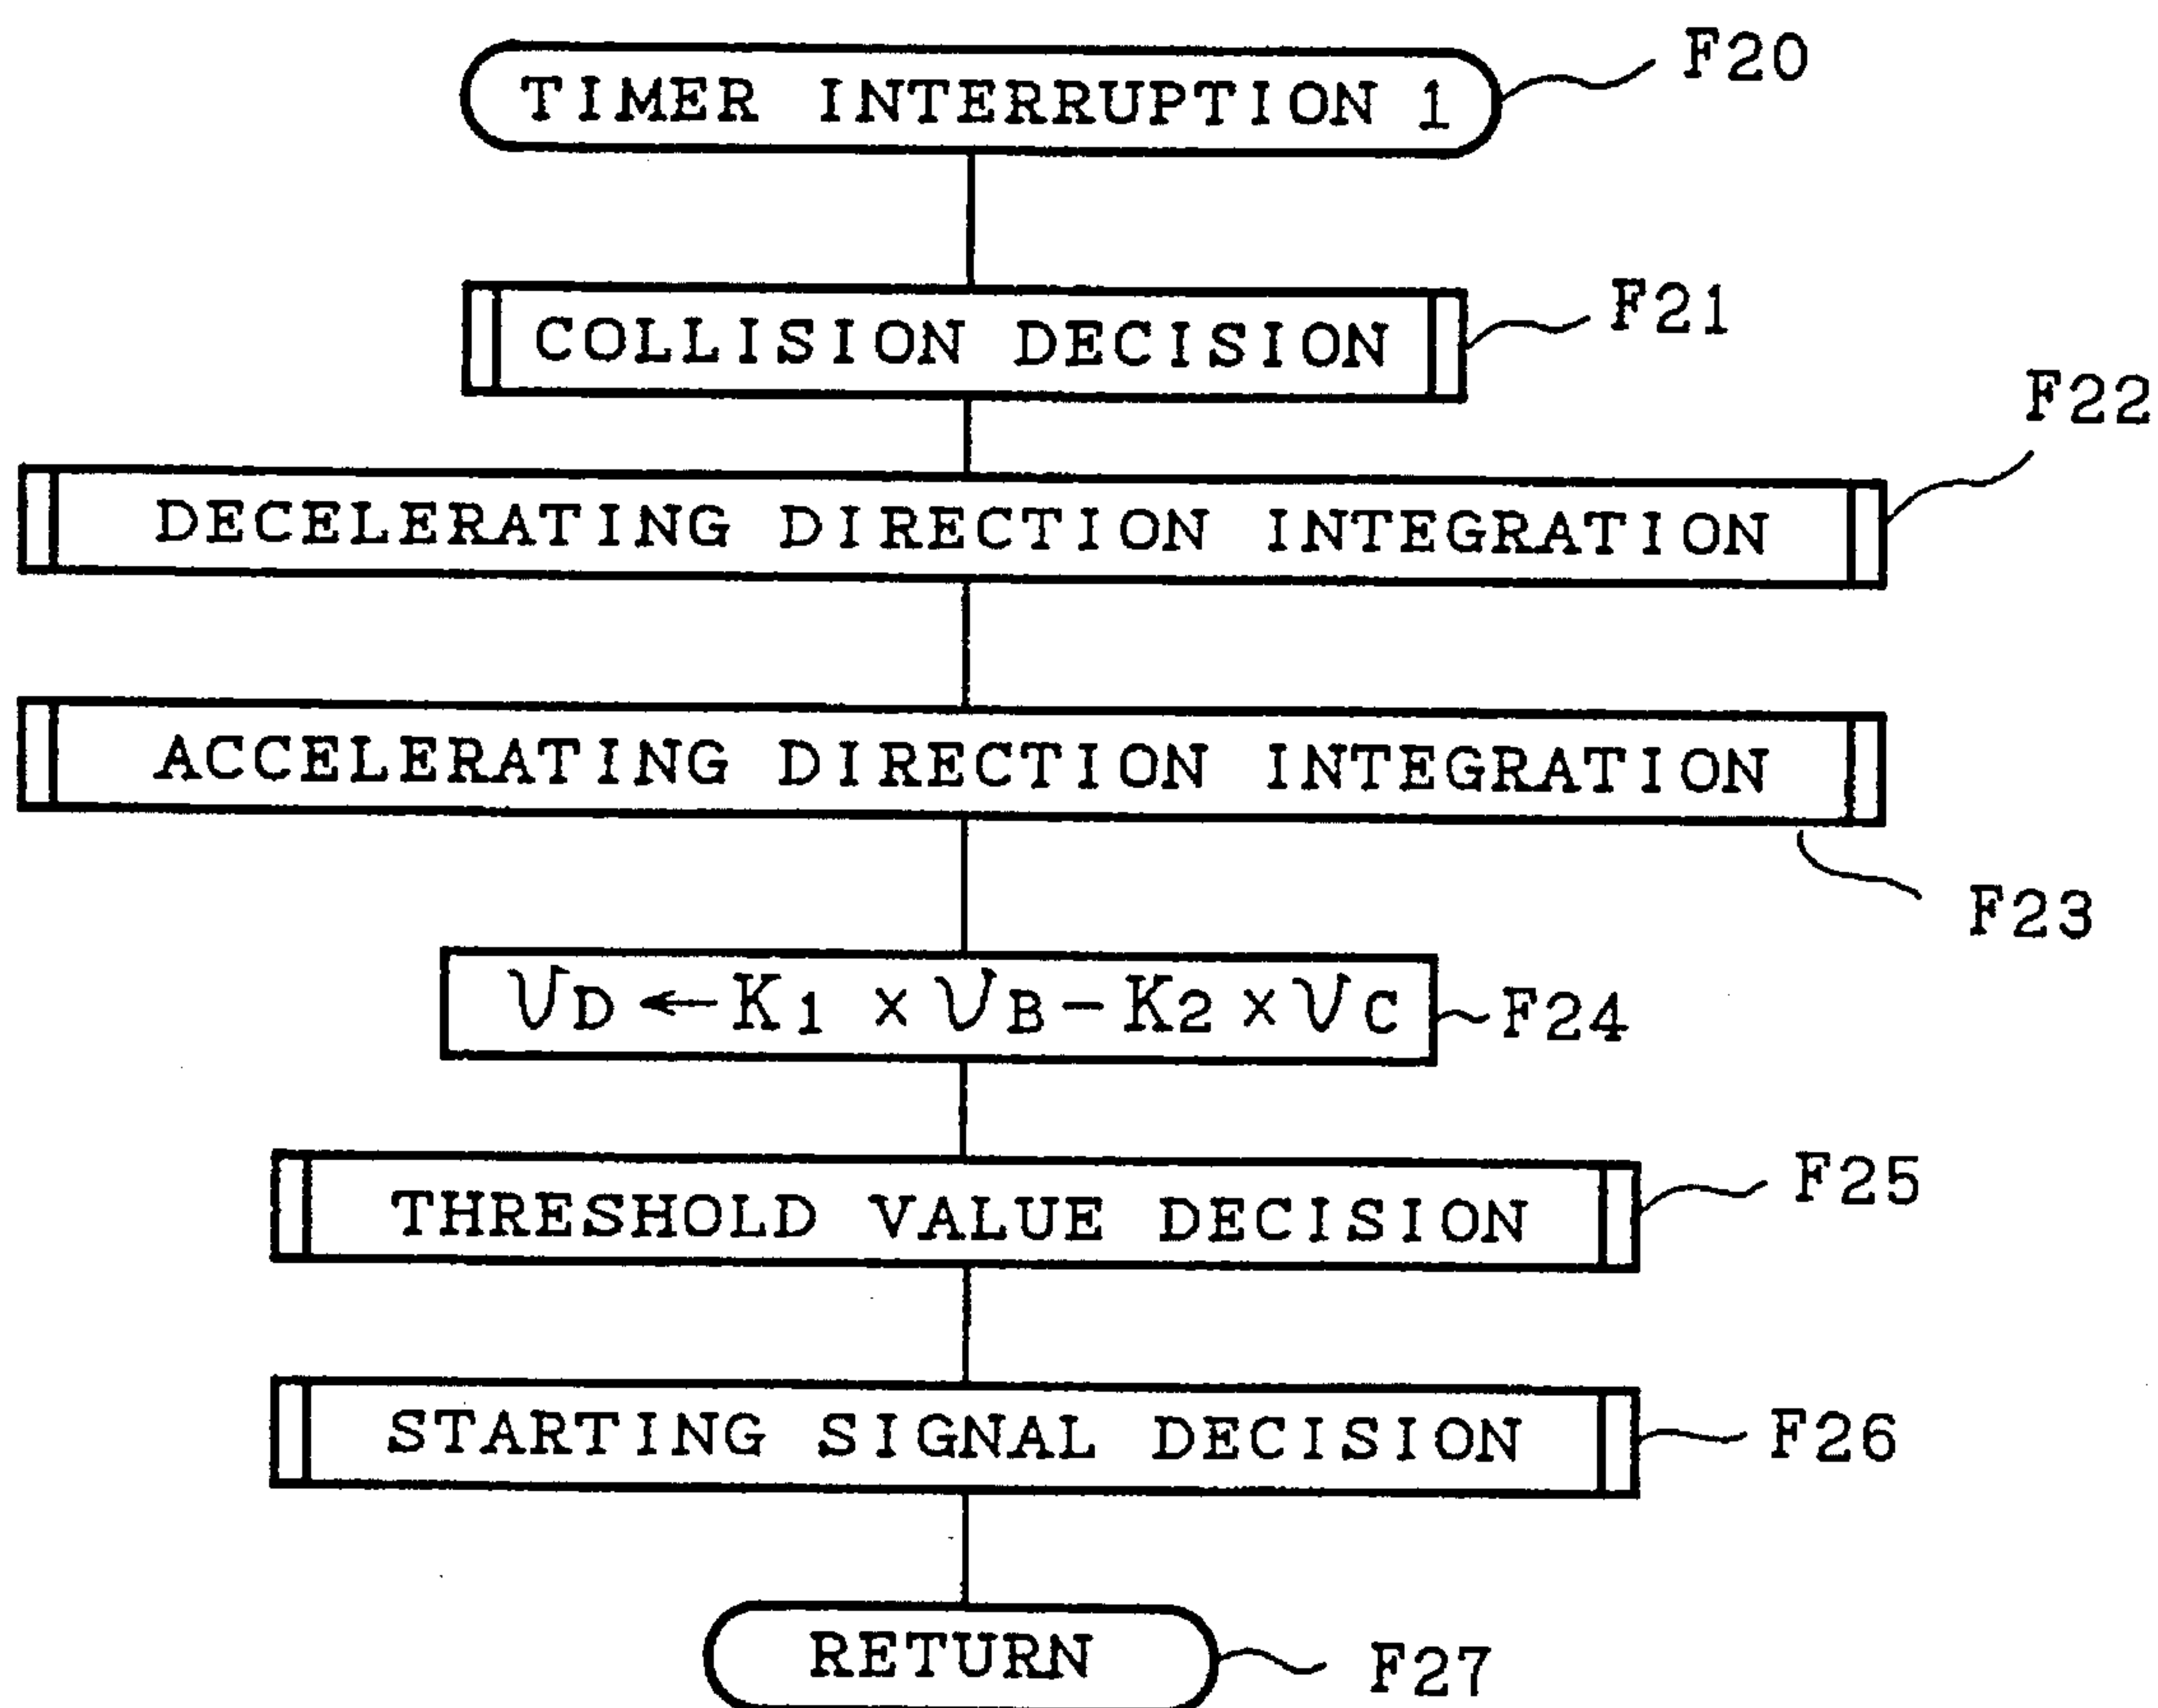 TIMER INTERRUPTION 1
F20
COLLISION DECISION
F21
F22
DECELERATING DIRECTION INTEGRATION
ACCELERATING DIRECTION INTEGRATION
F23
VD ← K1 × VB − K2 × VC
F24
THRESHOLD VALUE DECISION
F25
STARTING SIGNAL DECISION
F26
RETURN
F27